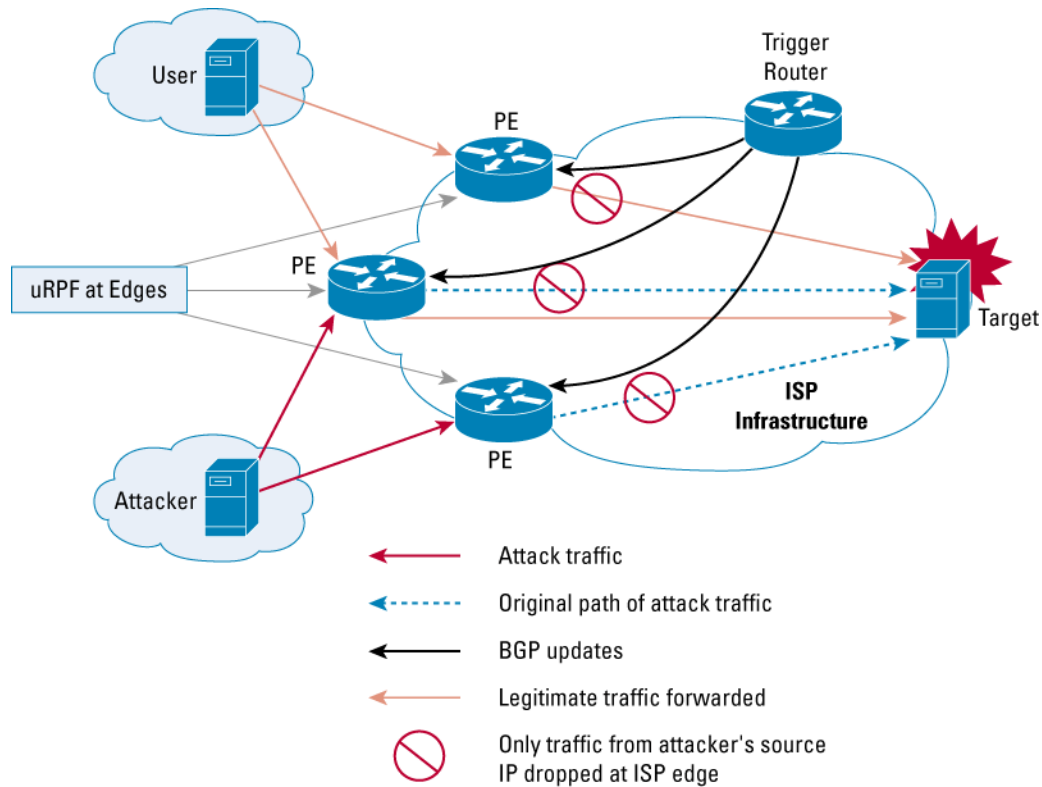 User
Trigger
Router
PE
PE
uRPF at Edges
Target
ISP
Infrastructure
PE
Attacker
Attack traffic
Original path of attack traffic
BGP updates
Legitimate traffic forwarded
Only traffic from attacker's source
IP dropped at ISP edge